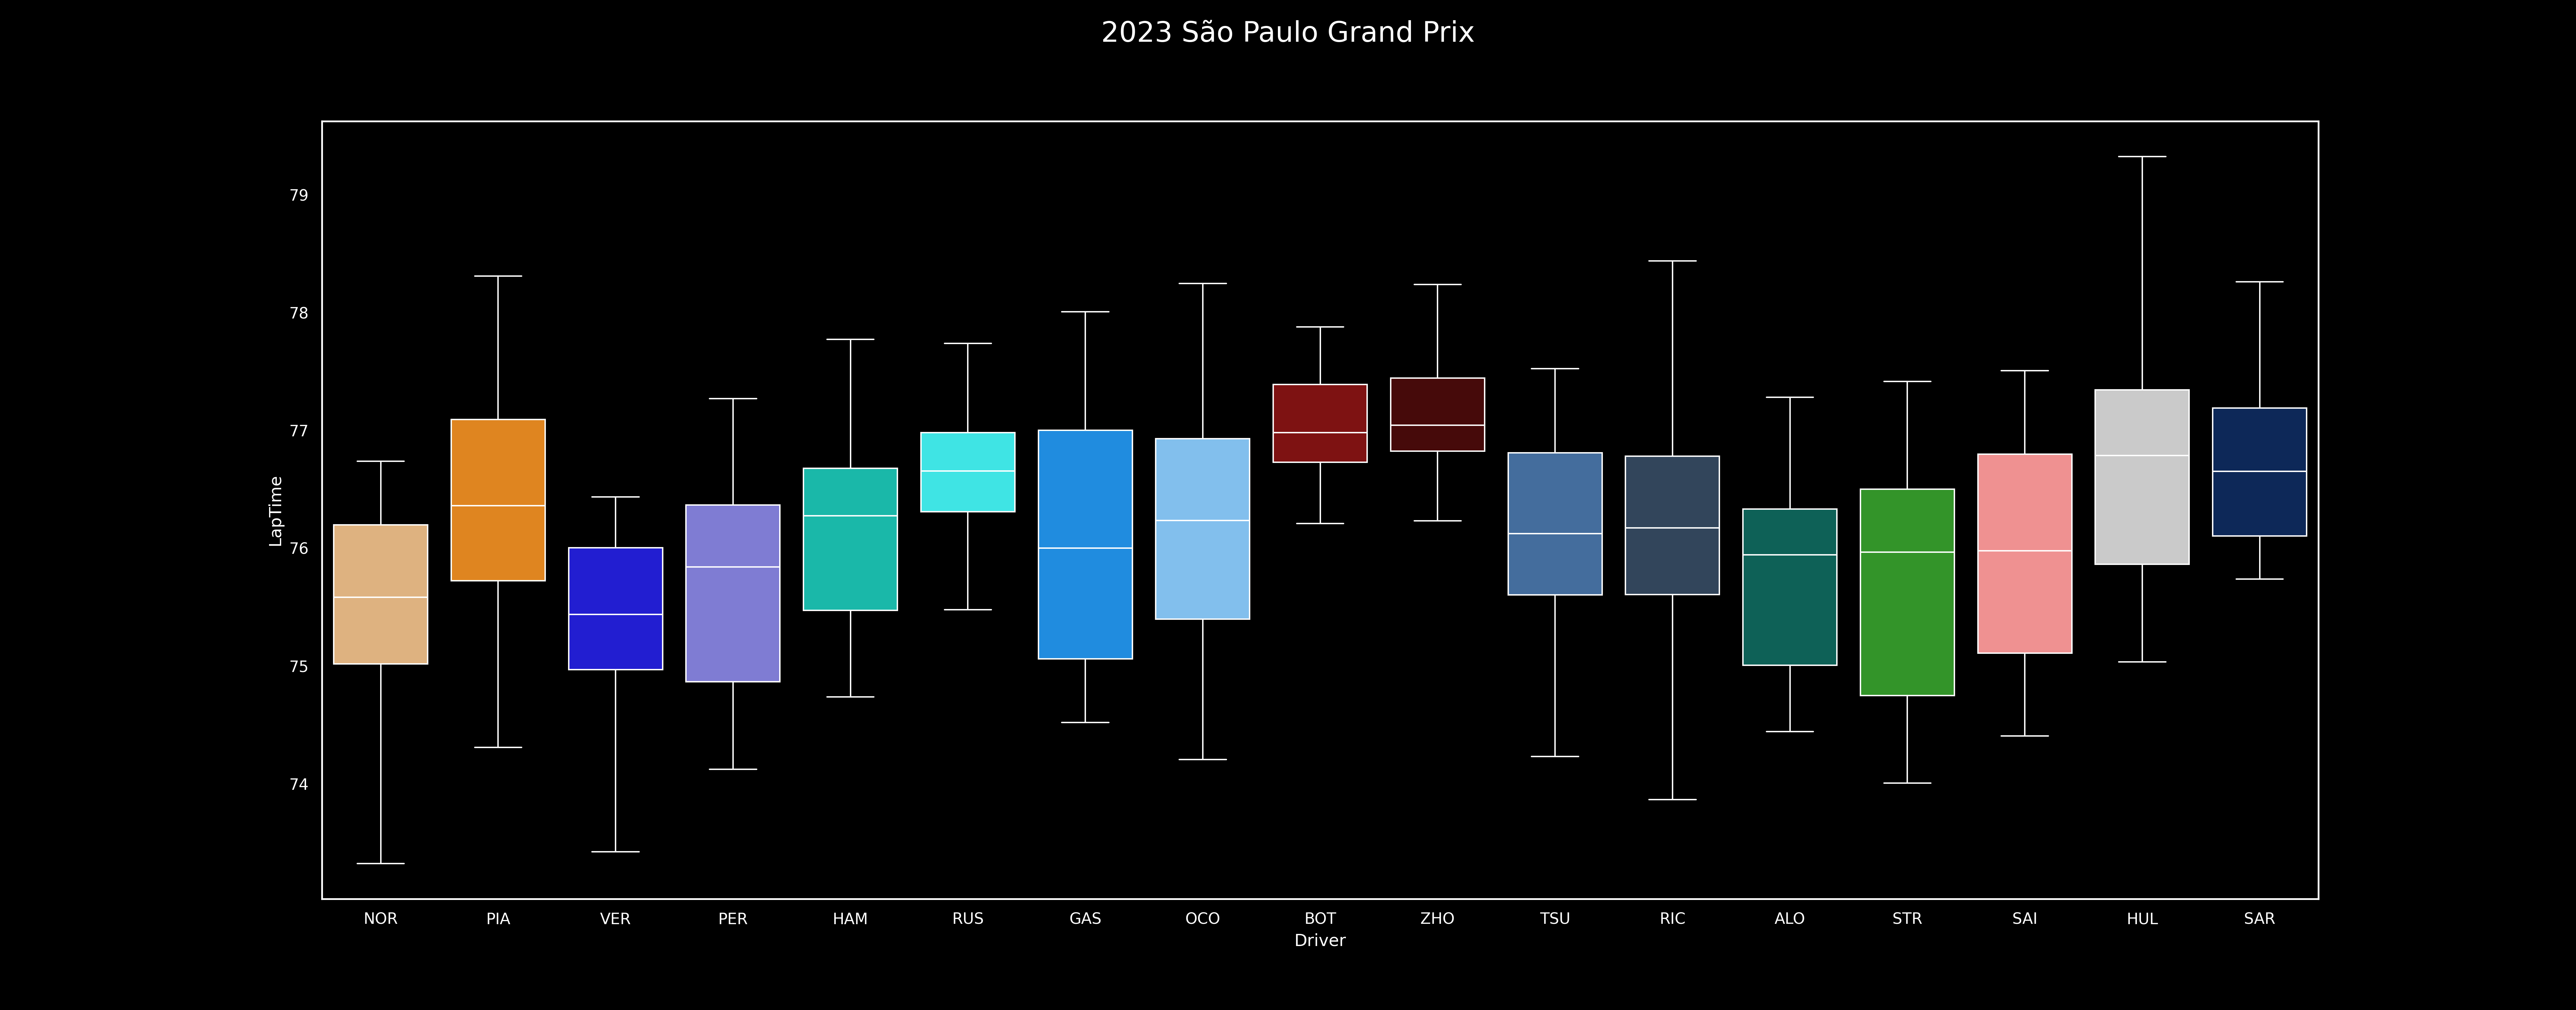 2023 São Paulo Grand Prix
LapTime
79
78
77
76
75
74
NOR PIA VER PER HAM RUS GAS OCO BOT ZHO TSU RIC ALO STR SAI HUL SAR
Driver